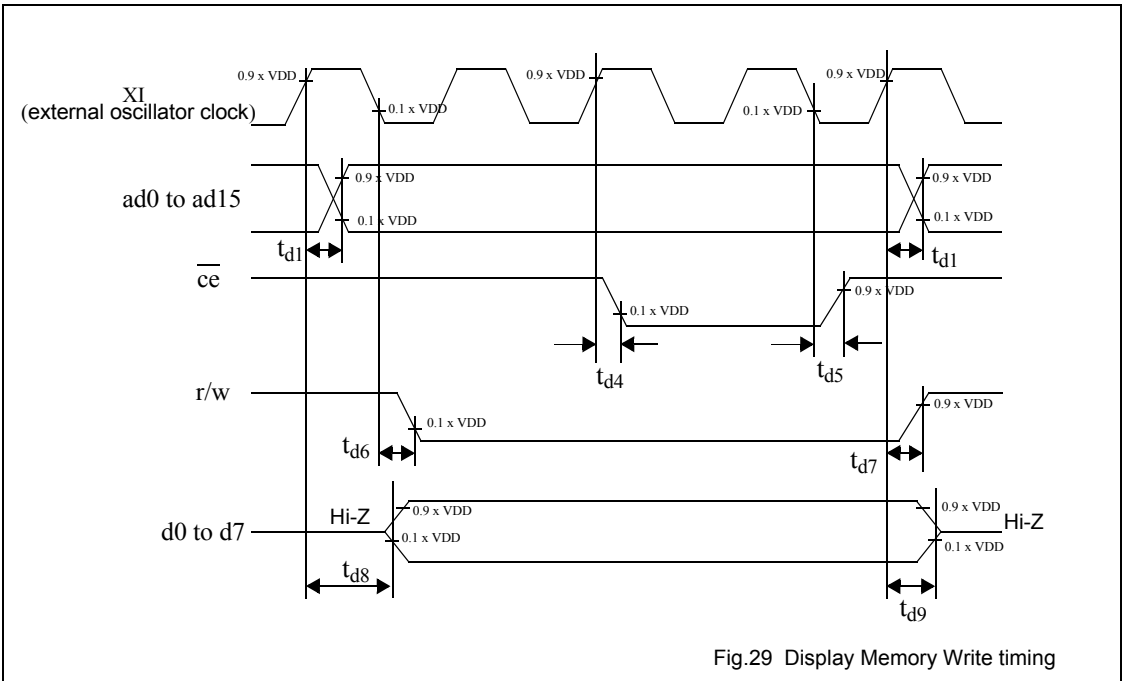 0.9 x VDD
0.9 x VDD
0.9 x VDD
XI
(external oscillator clock)
0.1 x VDD
0.1 x VDD
ad0 to ad15
0.9 x VDD
0.9 x VDD
0.1 x VDD
0.1 x VDD
td1
td1
ce
0.9 x VDD
0.1 x VDD
td4
td5
r/w
0.9 x VDD
0.1 x VDD
td6
td7
d0 to d7
Hi-Z
0.9 x VDD
0.9 x VDD
Hi-Z
0.1 x VDD
0.1 x VDD
td8
td9
Fig.29 Display Memory Write timing